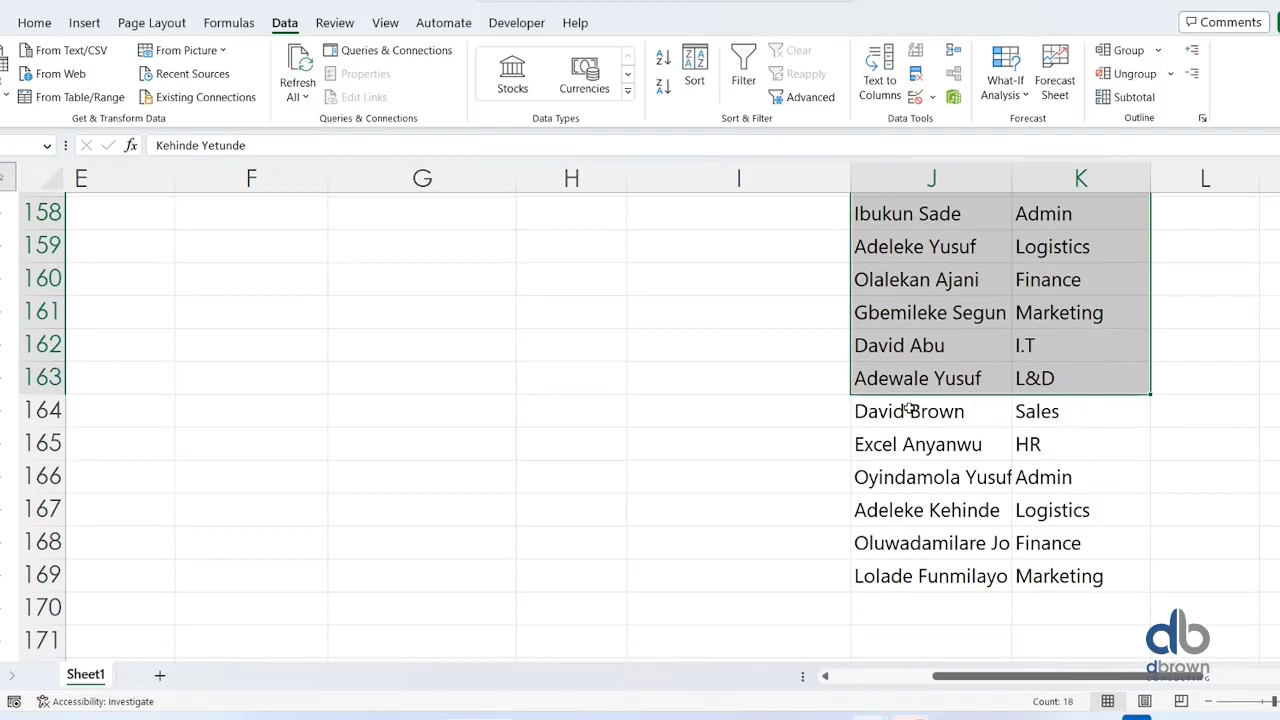 Home Insert Page Layout Formulas Data Review View Automate Developer Help Comments
From Text/CSV From Picture Queries & Connections Clear Group
From Web Recent Sources Properties Reapply Ungroup
From Table/Range Existing Connections Edit Links Advanced Subtotal
Refresh All Stocks Currencies Sort Filter Text to Columns What-If Analysis Forecast Sheet
Get & Transform Data Queries & Connections Data Types Sort & Filter Data Tools Forecast Outline
fx Kehinde Yetunde
E F G H I J K L
158 Ibukun Sade Admin
159 Adeleke Yusuf Logistics
160 Olalekan Ajani Finance
161 Gbemileke Segun Marketing
162 David Abu I.T
163 Adewale Yusuf L&D
164 David Brown Sales
165 Excel Anyanwu HR
166 Oyindamola Yusuf Admin
167 Adeleke Kehinde Logistics
168 Oluwadamilare Jo Finance
169 Lolade Funmilayo Marketing
170
171
db
dbrown
CONSULTING
Sheet1
Accessibility: Investigate Count: 18